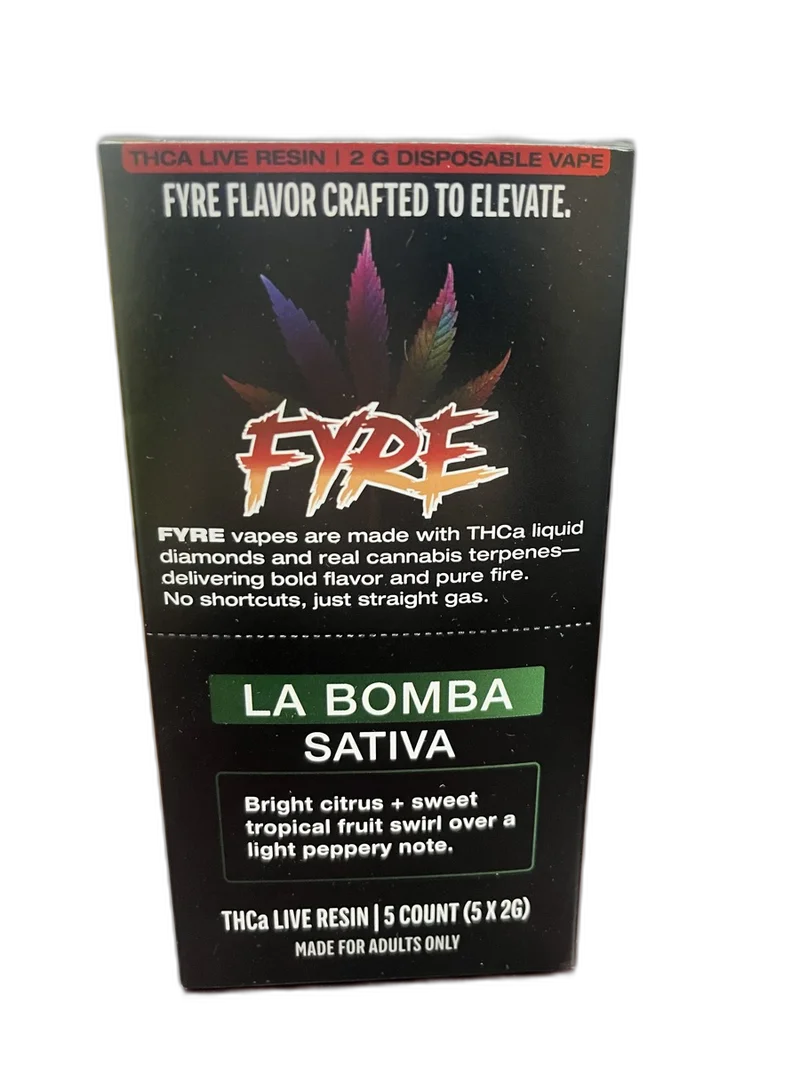 THCA LIVE RESIN | 2 G DISPOSABLE VAPE
FYRE FLAVOR CRAFTED TO ELEVATE.
FYRE
FYRE vapes are made with THCa liquid
diamonds and real cannabis terpenes—
delivering bold flavor and pure fire.
No shortcuts, just straight gas.
LA BOMBA
SATIVA
Bright citrus + sweet
tropical fruit swirl over a
light peppery note.
THCa LIVE RESIN | 5 COUNT (5 X 2G)
MADE FOR ADULTS ONLY